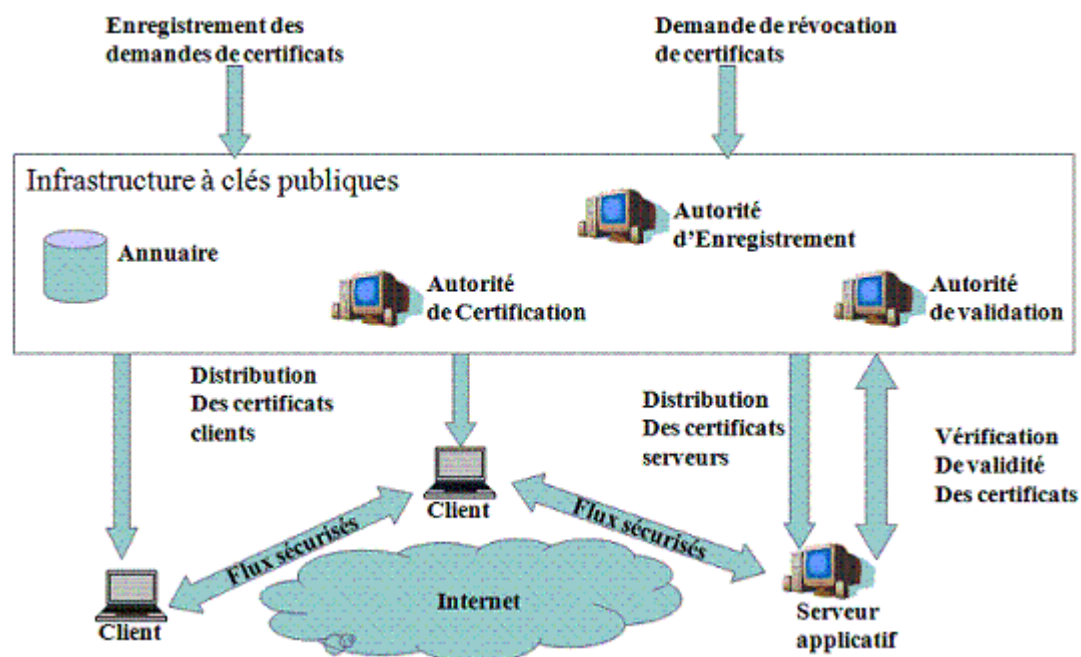 Enregistrement des
demandes de certificats
Demande de révocation
de certificats
Infrastructure à clés publiques
Annuaire
Autorité
de Certification
Autorité
d'Enregistrement
Autorité
de validation
Distribution
Des certificats
clients
Distribution
Des certificats
serveurs
Vérification
De validité
Des certificats
Client
Flux sécurisés
Flux sécurisés
Internet
Client
Serveur
applicatif